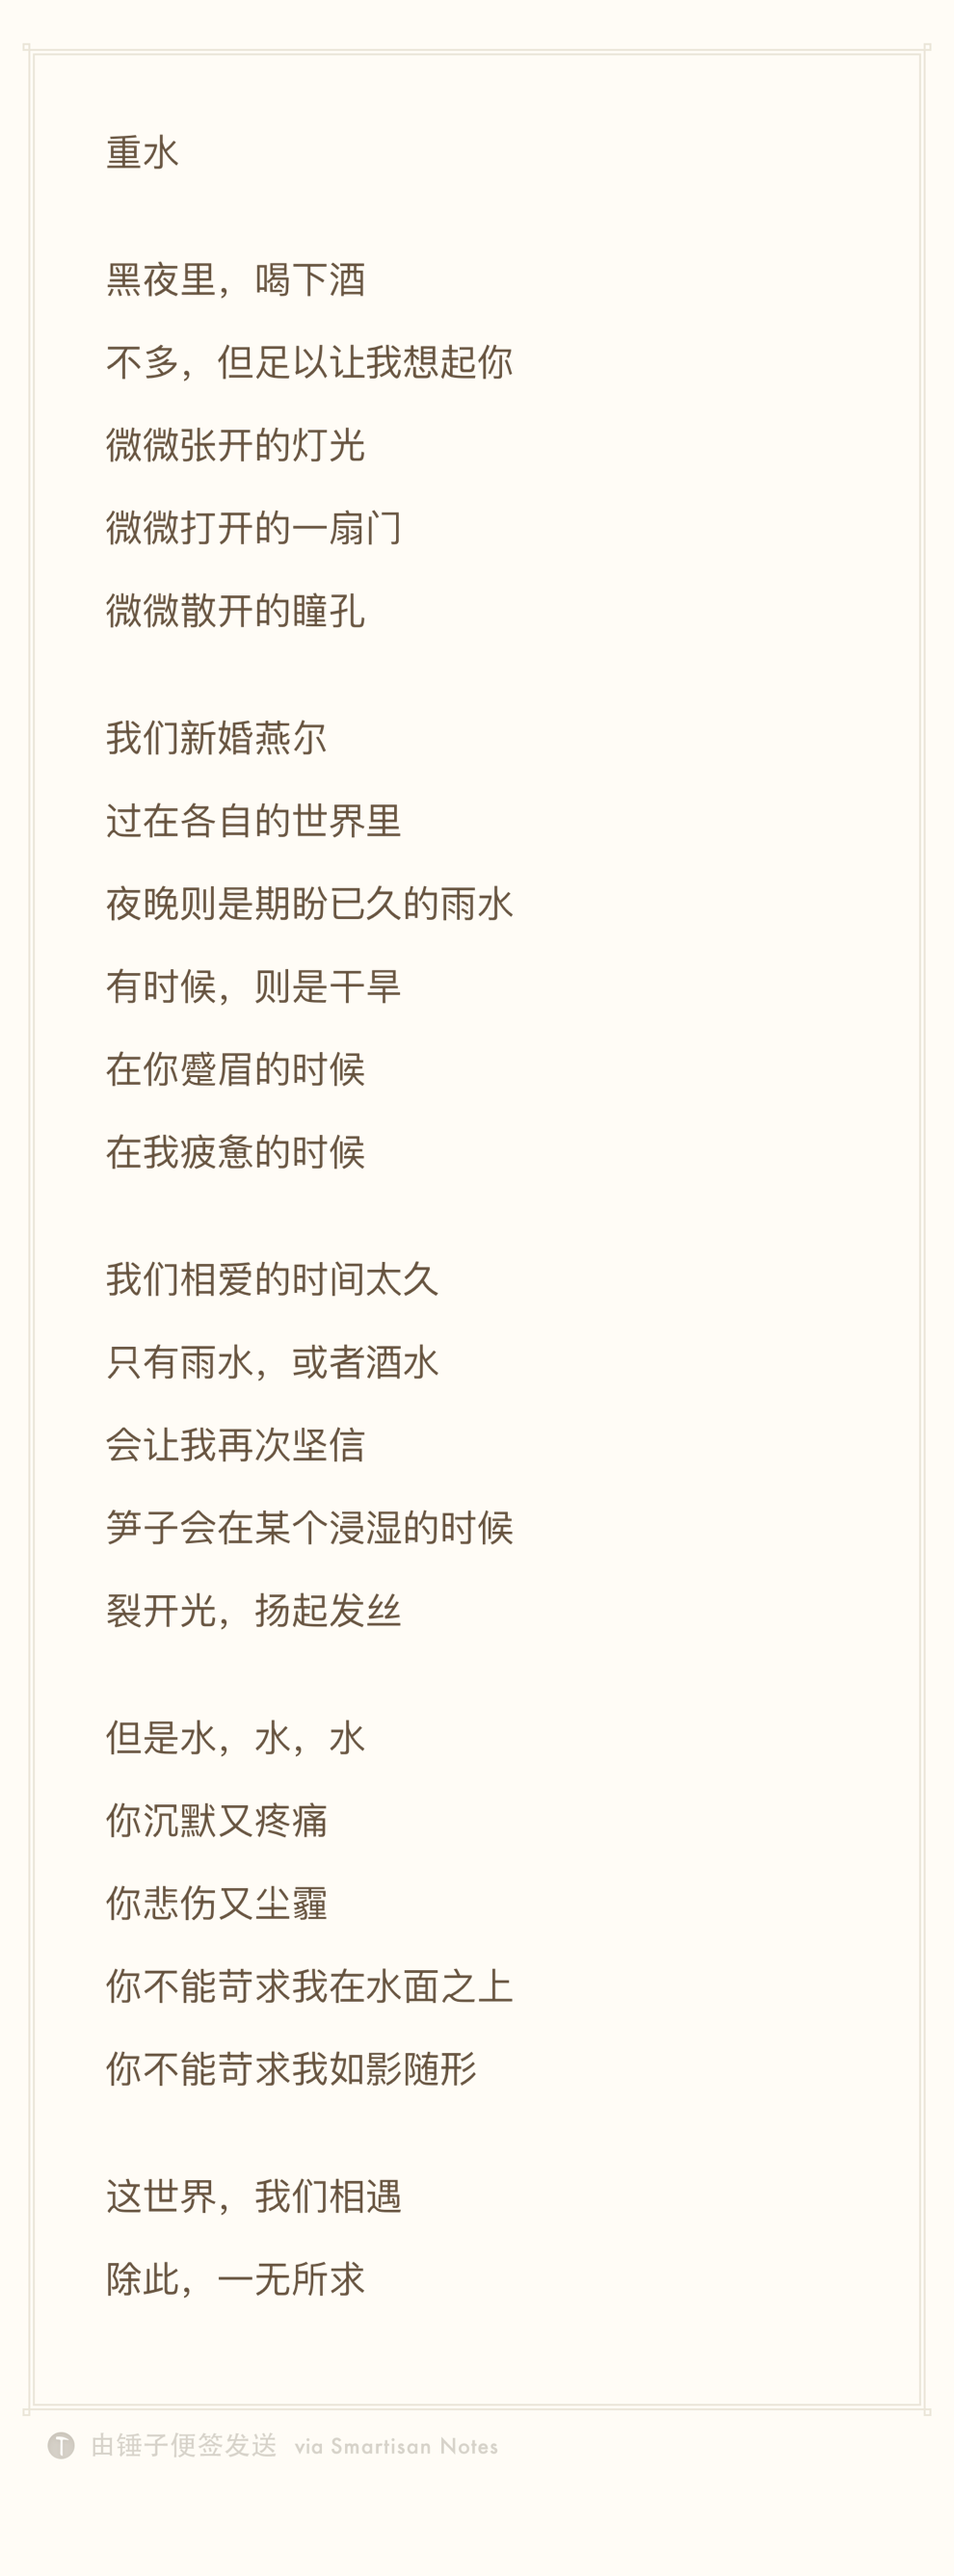 重水
黑夜里，喝下酒
不多，但足以让我想起你
微微张开的灯光
微微打开的一扇门
微微散开的瞳孔
我们新婚燕尔
过在各自的世界里
夜晚则是期盼已久的雨水
有时候，则是干旱
在你蹙眉的时候
在我疲惫的时候
我们相爱的时间太久
只有雨水，或者酒水
会让我再次坚信
笋子会在某个浸湿的时候
裂开光，扬起发丝
但是水，水，水
你沉默又疼痛
你悲伤又尘霾
你不能苛求我在水面之上
你不能苛求我如影随形
这世界，我们相遇
除此，一无所求
由锤子便签发送 via Smartisan Notes